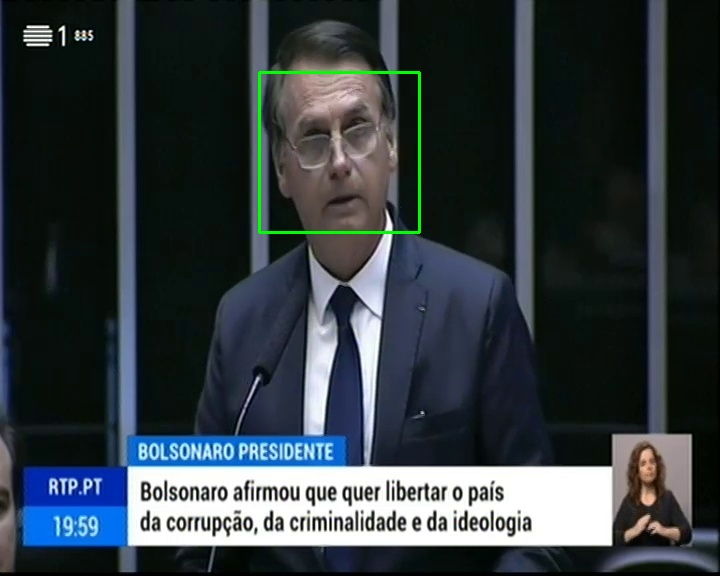 1 885
BOLSONARO PRESIDENTE
RTP.PT
Bolsonaro afirmou que quer libertar o país
da corrupção, da criminalidade e da ideologia
19:59